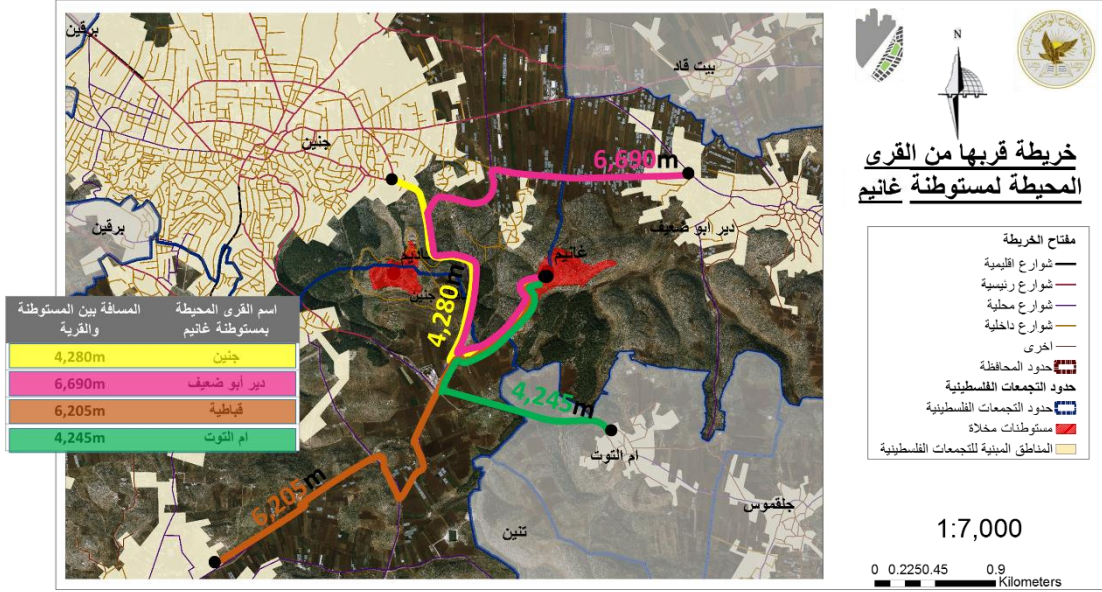 برقين
بيت قاد
جنين
6,690m
دير أبو ضعيف
برقين
غانيم
جنين
4,280m
4,245m
ام التوت
جلقموس
6,205m
تنين
اسم القرى المحيطة بمستوطنة غانيم
المسافة بين المستوطنة والقرية
جنين
4,280m
دير أبو ضعيف
6,690m
قباطية
6,205m
ام التوت
4,245m
N
خريطة قربها من القرى
المحيطة لمستوطنة غانيم
مفتاح الخريطة
شوارع اقليمية
شوارع رئيسية
شوارع محلية
شوارع داخلية
اخرى
حدود المحافظة
حدود التجمعات الفلسطينية
حدود التجمعات الفلسطينية
مستوطنات مخلاة
المناطق المبنية للتجمعات الفلسطينية
1:7,000
0 0.2250.45 0.9
Kilometers